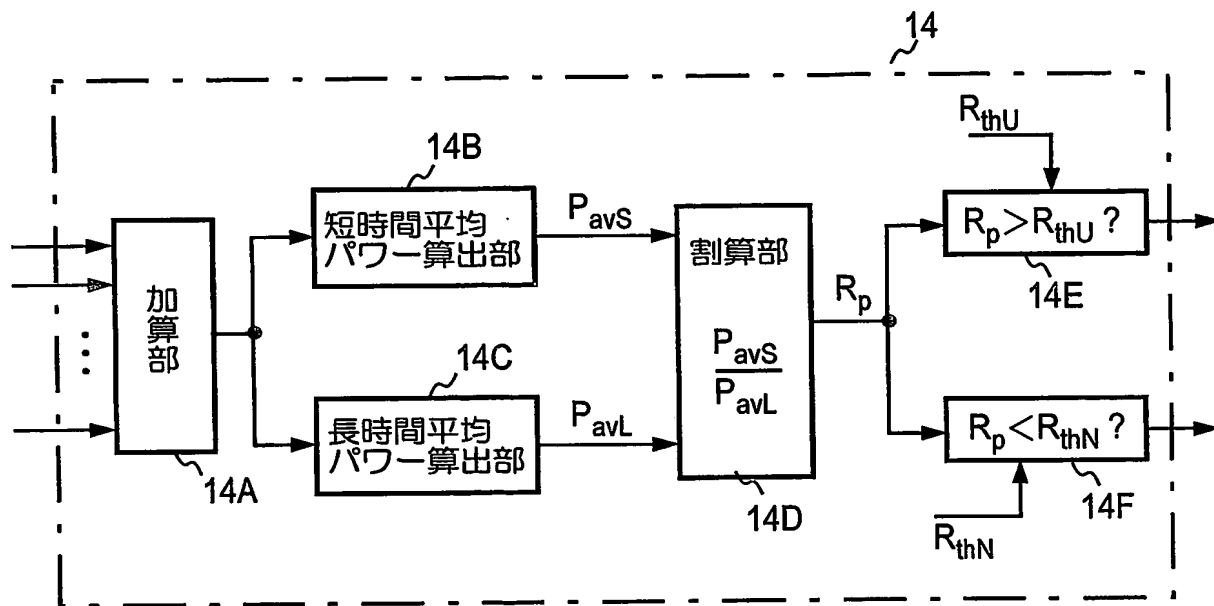 14
R_thU
14B
短時間平均
パワー算出部
P_avS
割算部
R_p>R_thU ?
14E
加
算
部
R_p
P_avS
P_avL
14C
長時間平均
パワー算出部
P_avL
R_p<R_thN ?
14A
14D
14F
R_thN